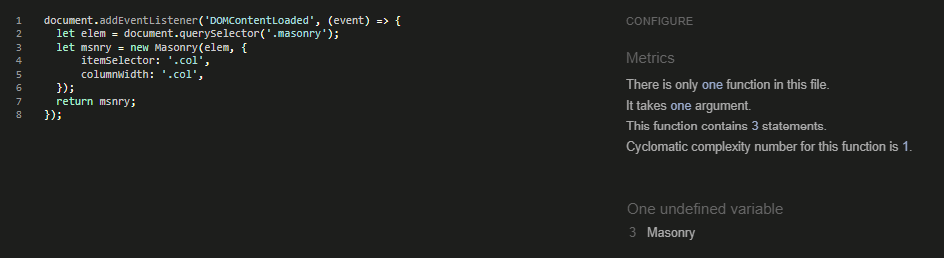 1 document.addEventListener('DOMContentLoaded', (event) => {
2 let elem = document.querySelector('.masonry');
3 let msnry = new Masonry(elem, {
4 itemSelector: '.col',
5 columnWidth: '.col',
6 });
7 return msnry;
8 });
CONFIGURE
Metrics
There is only one function in this file.
It takes one argument.
This function contains 3 statements.
Cyclomatic complexity number for this function is 1.
One undefined variable
3 Masonry